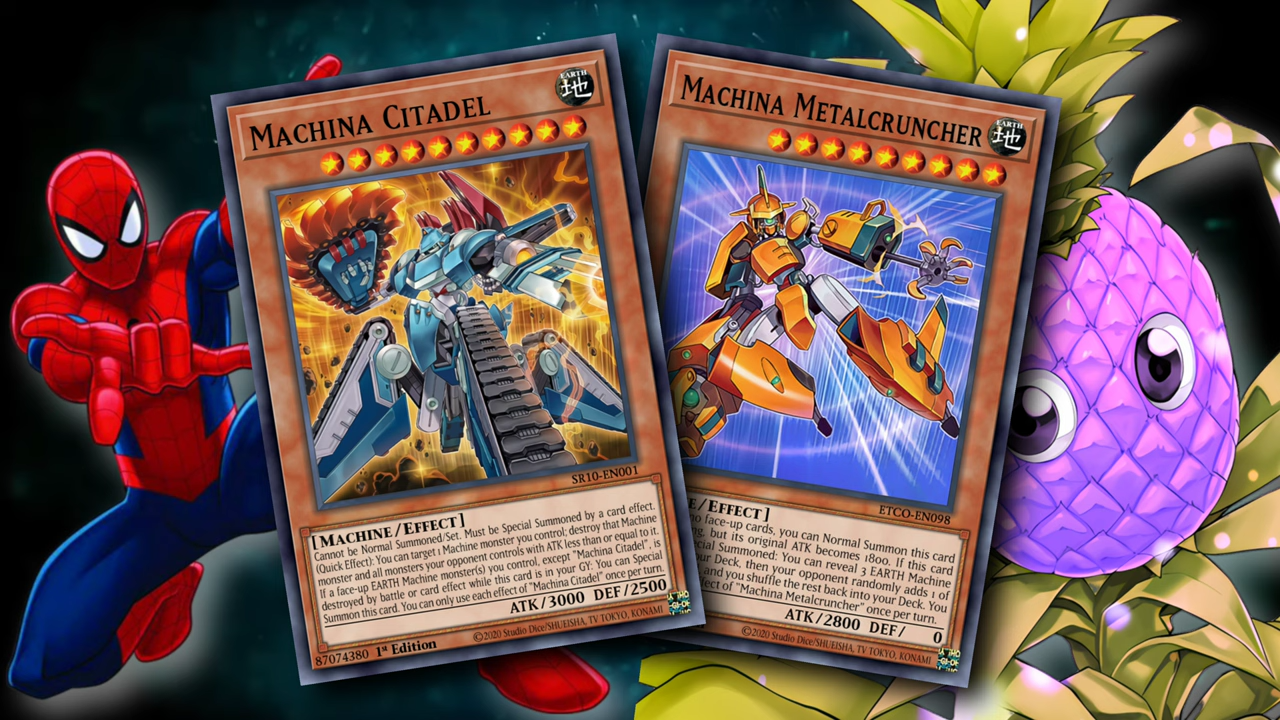 MACHINA CITADEL
EARTH
地
SR10-EN001
[MACHINE/EFFECT]
Cannot be Normal Summoned/Set. Must be Special Summoned by a card effect.
(Quick Effect): You can target 1 Machine monster you control; destroy that Machine
monster and all monsters your opponent controls with ATK less than or equal to it.
If a face-up EARTH Machine monster(s) you control, except "Machina Citadel", is
destroyed by battle or card effect while this card is in your GY: You can Special
Summon this card. You can only use each effect of "Machina Citadel" once per turn.
ATK/3000 DEF/2500
87074380 1st Edition
©2020 Studio Dice/SHUEISHA, TV TOKYO, KONAMI
MACHINA METALCRUNCHER
EARTH
地
ETCO-EN098
E/EFFECT]
no face-up cards, you can Normal Summon this card
ng, but its original ATK becomes 1800. If this card
cial Summoned: You can reveal 3 EARTH Machine
ur Deck, then your opponent randomly adds 1 of
and you shuffle the rest back into your Deck. You
ffect of "Machina Metalcruncher" once per turn.
ATK/2800 DEF/ 0
©2020 Studio Dice/SHUEISHA, TV TOKYO, KONAMI